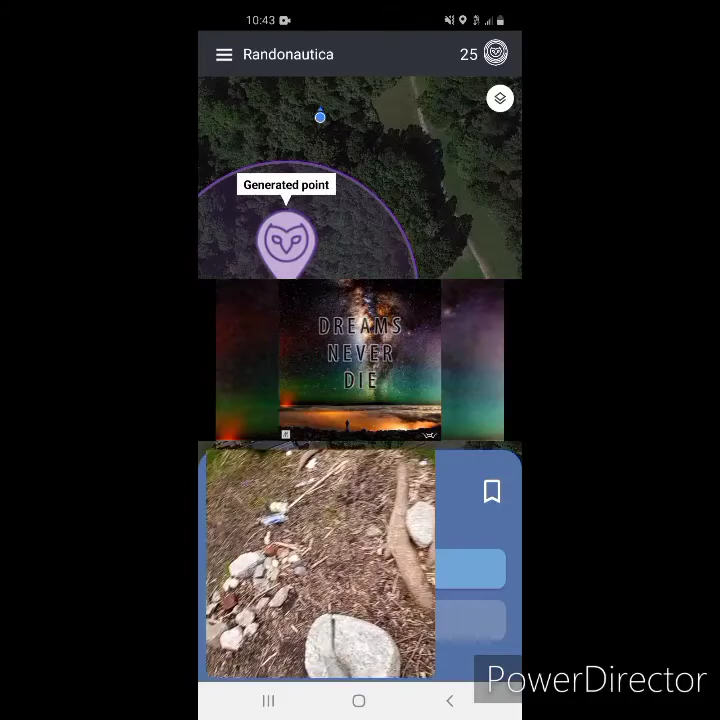 10:43
Randonautica
25
Generated point
DREAMS
NEVER
DIE
PowerDirector